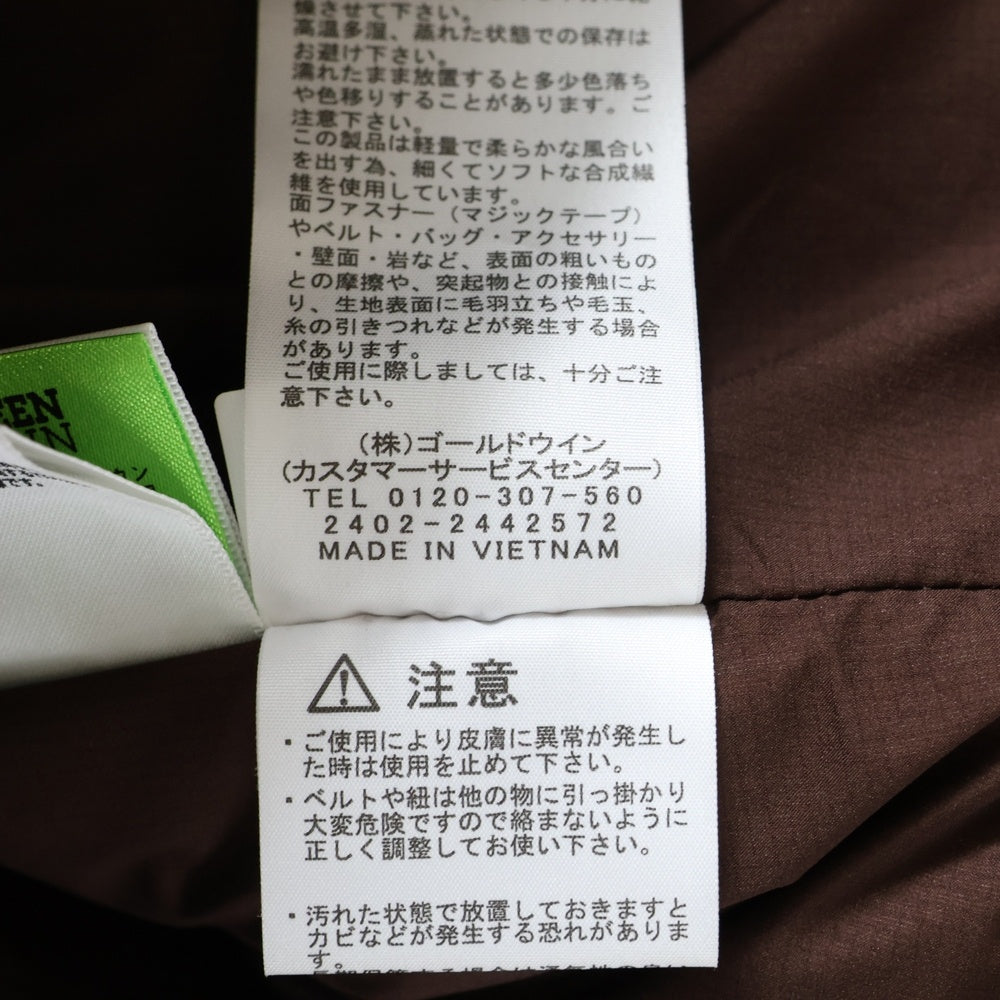 燥させて下さい。
高温多湿、蒸れた状態での保存は
お避け下さい。
濡れたまま放置すると多少色落ち
や色移りすることがあります。ご
注意下さい。
この製品は軽量で柔らかな風合い
を出す為、細くてソフトな合成繊
維を使用しています。
面ファスナー（マジックテープ）
やベルト・バッグ・アクセサリー
・壁面・岩など、表面の粗いもの
との摩擦や、突起物との接触によ
り、生地表面に毛羽立ちや毛玉、
糸の引きつれなどが発生する場合
があります。
ご使用に際しましては、十分ご注
意下さい。
(株)ゴールドウイン
(カスタマーサービスセンター)
TEL 0120-307-560
2402-2442572
MADE IN VIETNAM
EEN
IN
ウン
注意
・ご使用により皮膚に異常が発生し
た時は使用を止めて下さい。
・ベルトや紐は他の物に引っ掛かり
大変危険ですので絡まないように
正しく調整してお使い下さい。
・汚れた状態で放置しておきますと
カビなどが発生する恐れがありま
す。